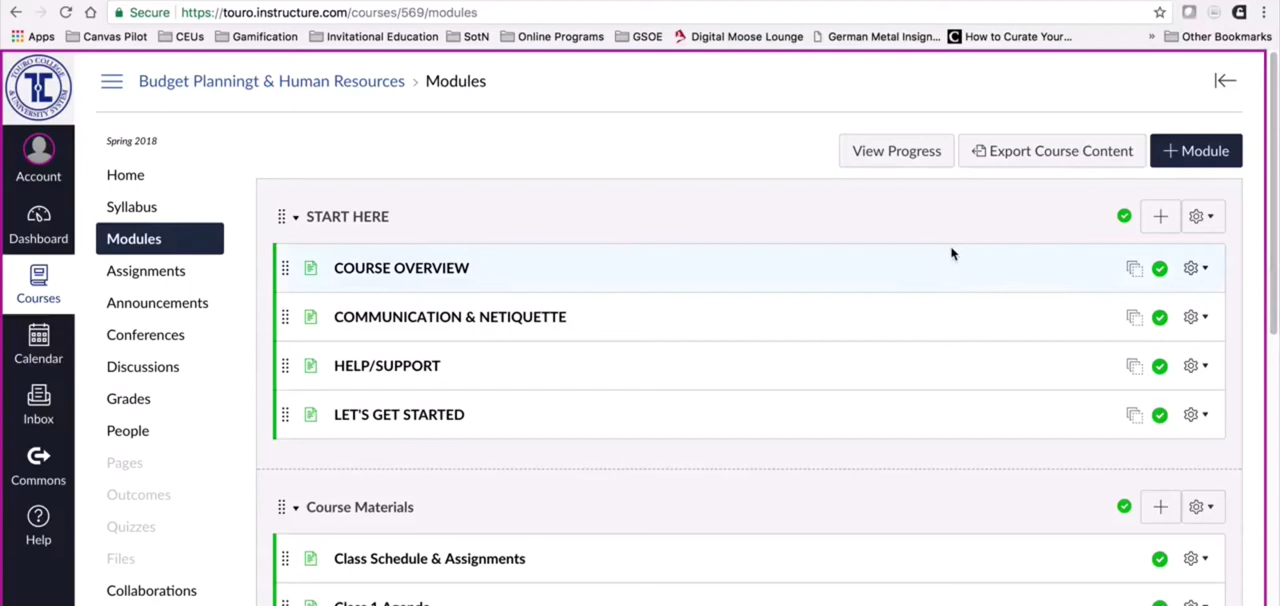 Secure https://touro.instructure.com/courses/569/modules
Apps Canvas Pilot CEUs Gamification Invitational Education SotN Online Programs GSOE Digital Moose Lounge German Metal Insign... C How to Curate Your... » Other Bookmarks
Budget Planningt & Human Resources > Modules
Spring 2018
View Progress Export Course Content + Module
Account
Dashboard
Courses
Calendar
Inbox
Commons
Help
Home
Syllabus
Modules
Assignments
Announcements
Conferences
Discussions
Grades
People
Pages
Outcomes
Quizzes
Files
Collaborations
START HERE
COURSE OVERVIEW
COMMUNICATION & NETIQUETTE
HELP/SUPPORT
LET'S GET STARTED
Course Materials
Class Schedule & Assignments
Class 1 Agenda